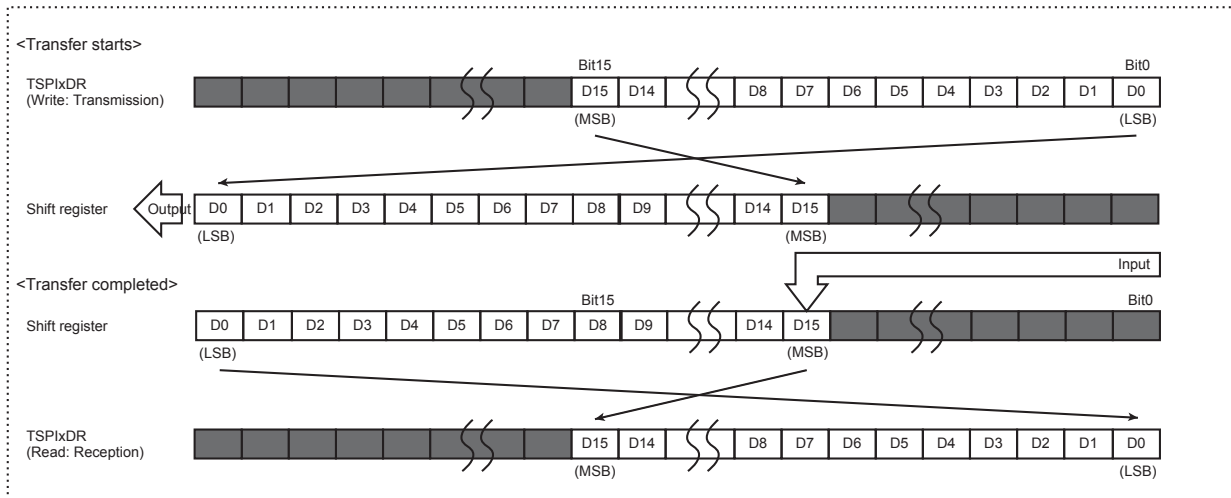 <Transfer starts>
Bit15 Bit0
TSPIxDR
(Write: Transmission)
D15 D14 D8 D7 D6 D5 D4 D3 D2 D1 D0
(MSB) (LSB)
Shift register Output D0 D1 D2 D3 D4 D5 D6 D7 D8 D9 D14 D15
(LSB) (MSB)
Input
<Transfer completed>
Bit15 Bit0
Shift register D0 D1 D2 D3 D4 D5 D6 D7 D8 D9 D14 D15
(LSB) (MSB)
TSPIxDR
(Read: Reception)
D15 D14 D8 D7 D6 D5 D4 D3 D2 D1 D0
(MSB) (LSB)